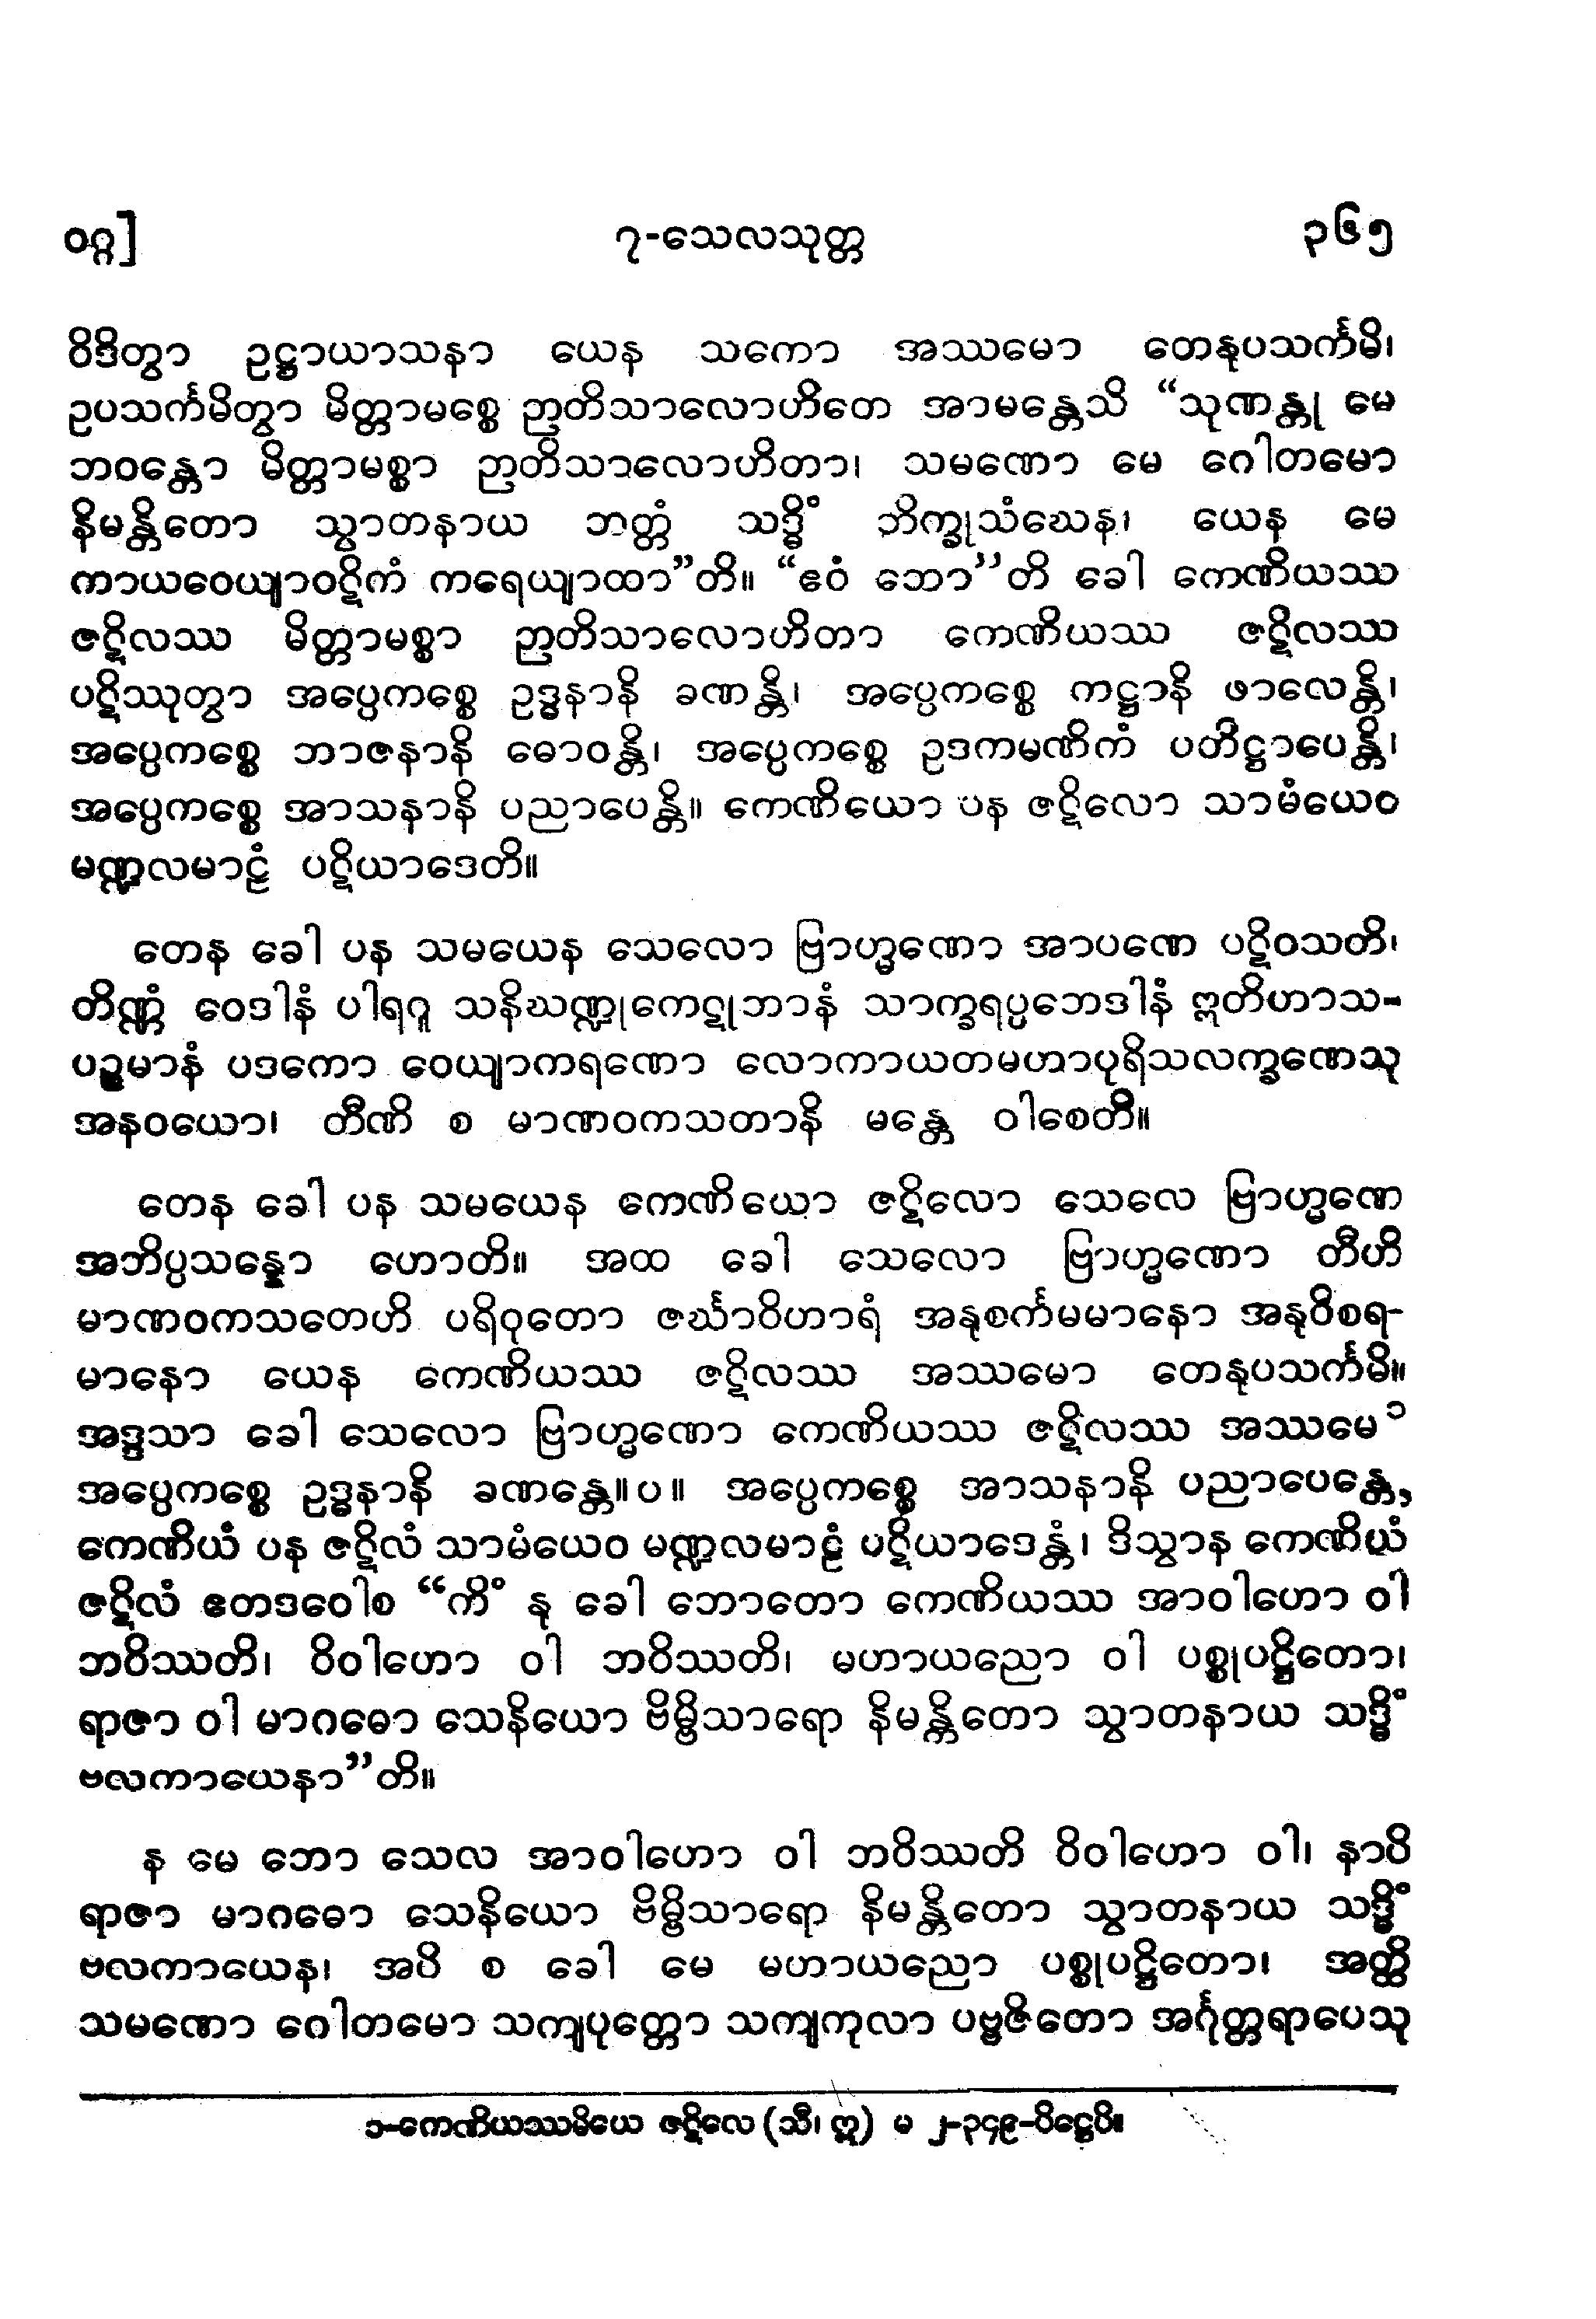 ဝဂ္ဂ] ၇-သေလသုတ္တ ၃၆၅
ဝိဒိတွာ ဥဋ္ဌာယာသနာ ယေန သကော အဿမော တေနုပသင်္ကမိ၊
ဥပသင်္ကမိတွာ မိတ္တာမစ္စေ ဉာတိသာလောဟိတေ အာမန္တေသိ “သုဏန္တု မေ
ဘဝန္တော မိတ္တာမစ္စာ ဉာတိသာလောဟိတာ၊ သမဏော မေ ဂေါတမော
နိမန္တိတော သွာတနာယ ဘတ္တံ သဒ္ဓိံ ဘိက္ခုသံဃေန၊ ယေန မေ
ကာယဝေယျာဝဋိကံ ကရေယျာထာ”တိ။ “ဧဝံ ဘော”တိ ခေါ ကေဏိယဿ
ဇဋိလဿ မိတ္တာမစ္စာ ဉာတိသာလောဟိတာ ကေဏိယဿ ဇဋိလဿ
ပဋိဿုတွာ အပ္ပေကစ္စေ ဥဒ္ဓနာနိ ခဏန္တိ၊ အပ္ပေကစ္စေ ကဋ္ဌာနိ ဖာလေန္တိ၊
အပ္ပေကစ္စေ ဘာဇနာနိ ဓောဝန္တိ၊ အပ္ပေကစ္စေ ဥဒကမဏိကံ ပတိဋ္ဌာပေန္တိ၊
အပ္ပေကစ္စေ အာသနာနိ ပညာပေန္တိ။ ကေဏိယော ပန ဇဋိလော သာမံယေဝ
မဏ္ဍလမာဠံ ပဋိယာဒေတိ။
တေန ခေါ ပန သမယေန သေလော ဗြာဟ္မဏော အာပဏေ ပဋိဝသတိ၊
တိဏ္ဏံ ဝေဒါနံ ပါရဂူ သနိဃဏ္ဍုကေဋုဘာနံ သာက္ခရပ္ပဘေဒါနံ ဣတိဟာသ-
ပဉ္စမာနံ ပဒကော ဝေယျာကရဏော လောကာယတမဟာပုရိသလက္ခဏေသု
အနဝယော၊ တီဏိ စ မာဏဝကသတာနိ မန္တေ ဝါစေတိ။
တေန ခေါ ပန သမယေန ကေဏိယော ဇဋိလော သေလေ ဗြာဟ္မဏေ
အဘိပ္ပသန္နော ဟောတိ။ အထ ခေါ သေလော ဗြာဟ္မဏော တီဟိ
မာဏဝကသတေဟိ ပရိဝုတော ဇင်္ဃာဝိဟာရံ အနုစင်္ကမမာနော အနုဝိစရ-
မာနော ယေန ကေဏိယဿ ဇဋိလဿ အဿမော တေနုပသင်္ကမိ။
အဒ္ဒသာ ခေါ သေလော ဗြာဟ္မဏော ကေဏိယဿ ဇဋိလဿ အဿမေ ၁
အပ္ပေကစ္စေ ဥဒ္ဓနာနိ ခဏန္တေ။ပ။ အပ္ပေကစ္စေ အာသနာနိ ပညာပေန္တေ,
ကေဏိယံ ပန ဇဋိလံ သာမံယေဝ မဏ္ဍလမာဠံ ပဋိယာဒေန္တံ၊ ဒိသွာန ကေဏိယံ
ဇဋိလံ ဧတဒဝေါစ “ကိံ နု ခေါ ဘောတော ကေဏိယဿ အာဝါဟော ဝါ
ဘဝိဿတိ၊ ဝိဝါဟော ဝါ ဘဝိဿတိ၊ မဟာယညော ဝါ ပစ္စုပဋ္ဌိတော၊
ရာဇာ ဝါ မာဂဓော သေနိယော ဗိမ္ဗိသာရော နိမန္တိတော သွာတနာယ သဒ္ဓိံ
ဗလကာယေနာ”တိ။
န မေ ဘော သေလ အာဝါဟော ဝါ ဘဝိဿတိ ဝိဝါဟော ဝါ၊ နာပိ
ရာဇာ မာဂဓော သေနိယော ဗိမ္ဗိသာရော နိမန္တိတော သွာတနာယ သဒ္ဓိံ
ဗလကာယေန၊ အပိ စ ခေါ မေ မဟာယညော ပစ္စုပဋ္ဌိတော၊ အတ္ထိ
သမဏော ဂေါတမော သကျပုတ္တော သကျကုလာ ပဗ္ဗဇိတော အင်္ဂုတ္တရာပေသု
၁-ကေဏိယဿမိယေ ဇဋိလေ (သီ၊ ဣ) မ ၂-၃၄၉-ပိဋ္ဌေပိ။